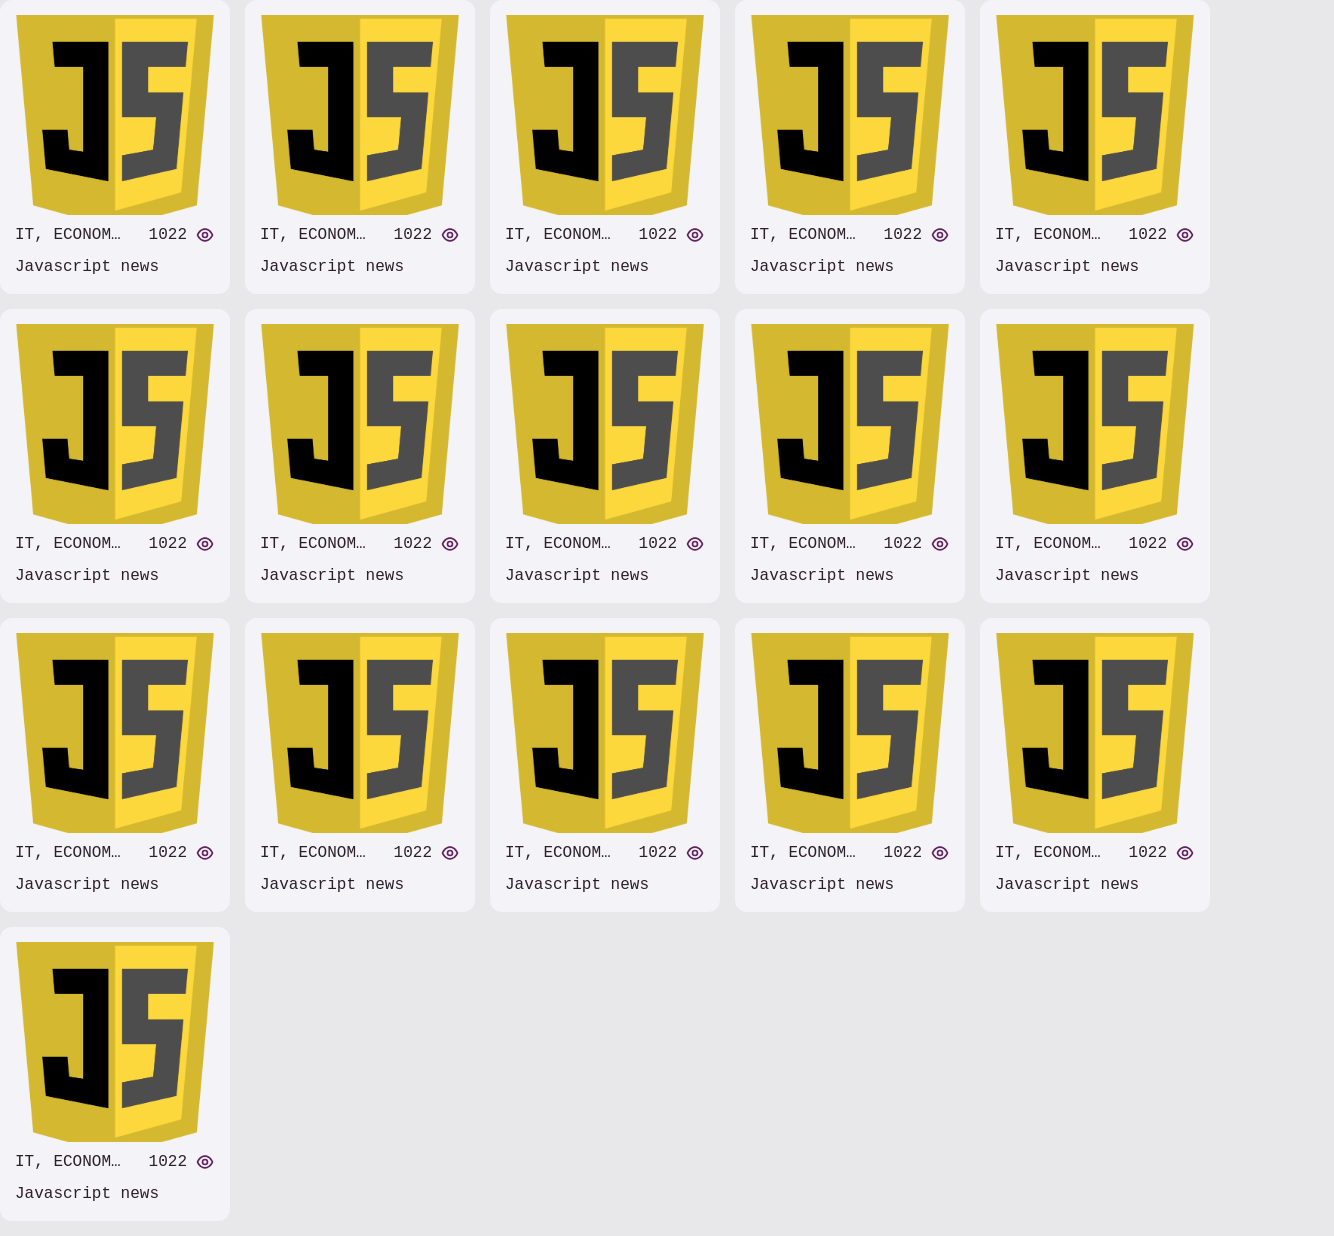 JS JS JS JS JS
IT, ECONOM… 1022 IT, ECONOM… 1022 IT, ECONOM… 1022 IT, ECONOM… 1022 IT, ECONOM… 1022
Javascript news Javascript news Javascript news Javascript news Javascript news
JS JS JS JS JS
IT, ECONOM… 1022 IT, ECONOM… 1022 IT, ECONOM… 1022 IT, ECONOM… 1022 IT, ECONOM… 1022
Javascript news Javascript news Javascript news Javascript news Javascript news
JS JS JS JS JS
IT, ECONOM… 1022 IT, ECONOM… 1022 IT, ECONOM… 1022 IT, ECONOM… 1022 IT, ECONOM… 1022
Javascript news Javascript news Javascript news Javascript news Javascript news
JS
IT, ECONOM… 1022
Javascript news